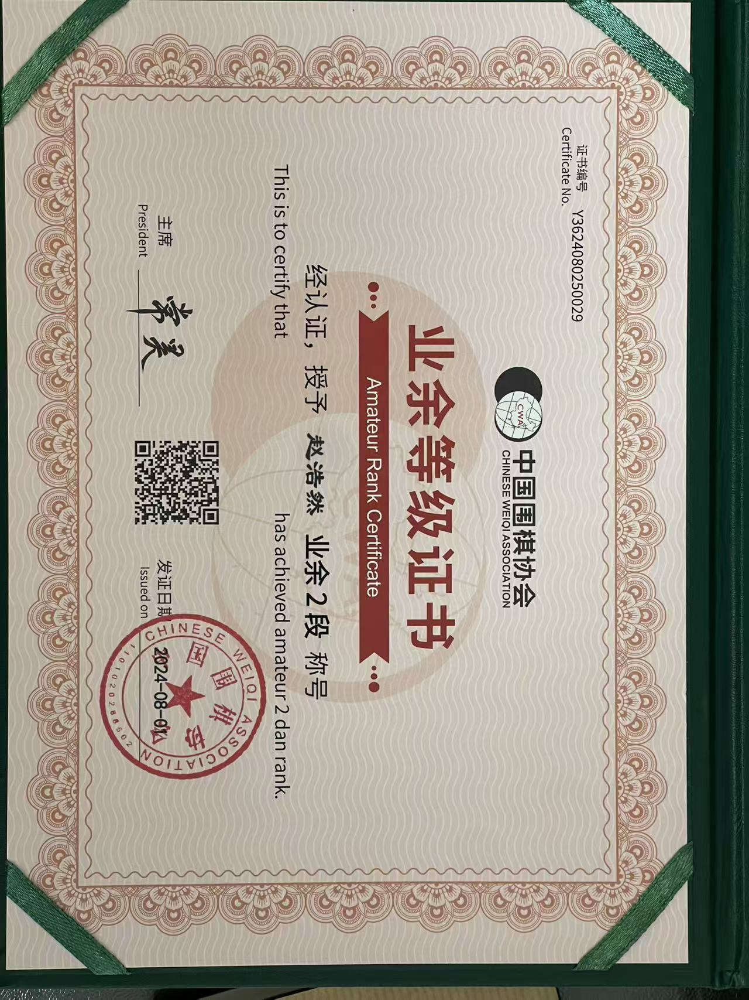 证书编号
Certificate No.
Y3624080250029
CWA
中国围棋协会
CHINESE WEIQI ASSOCIATION
业余等级证书
Amateur Rank Certificate
经认证，授予 赵浩然 业余2段 称号
This is to certify that has achieved amateur 2 dan rank.
主席
President
常昊
发证日期
Issued on
2024-08-01
CHINESE WEIQI ASSOCIATION
国围棋协会